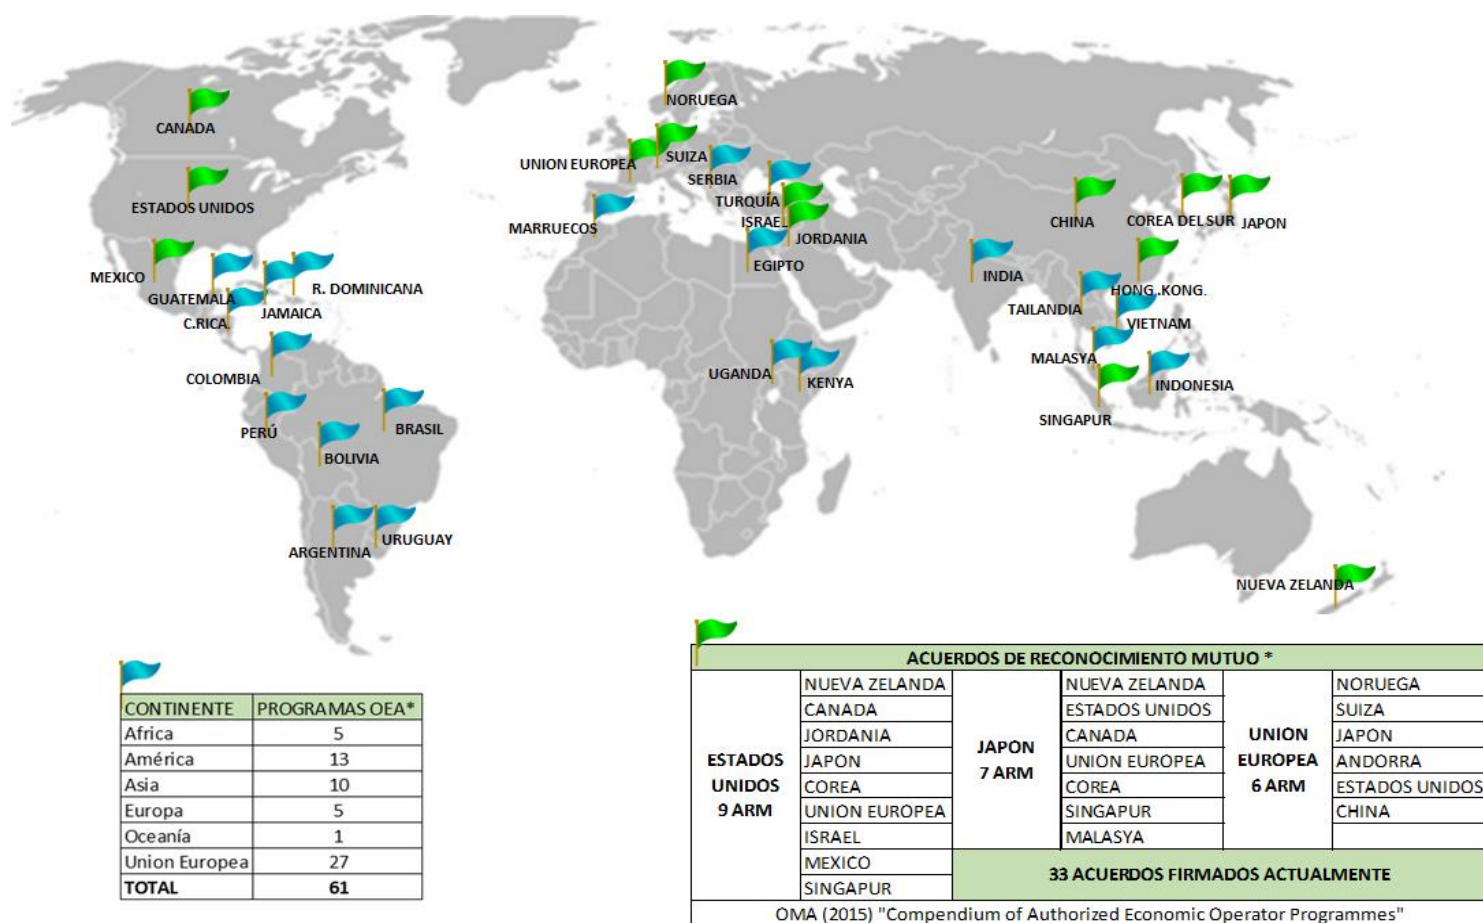 NORUEGA
CANADA
UNION EUROPEA
SUIZA
SERBIA
ESTADOS UNIDOS
TURQUÍA
CHINA
COREA DEL SUR
JAPON
MARRUECOS
ISRAEL
JORDANIA
MEXICO
EGIPTO
INDIA
GUATEMALA
R. DOMINICANA
HONG .KONG.
C.RICA.
JAMAICA
TAILANDIA
VIETNAM
COLOMBIA
UGANDA
KENYA
MALASYA
INDONESIA
PERÚ
BRASIL
SINGAPUR
BOLIVIA
ARGENTINA
URUGUAY
NUEVA ZELANDA
CONTINENTE PROGRAMAS OEA*
Africa 5
América 13
Asia 10
Europa 5
Oceanía 1
Union Europea 27
TOTAL 61
ACUERDOS DE RECONOCIMIENTO MUTUO *
ESTADOS
UNIDOS
9 ARM
NUEVA ZELANDA
CANADA
JORDANIA
JAPÓN
COREA
UNION EUROPEA
ISRAEL
MEXICO
SINGAPUR
JAPÓN
7 ARM
NUEVA ZELANDA
ESTADOS UNIDOS
CANADA
UNION EUROPEA
COREA
SINGAPUR
MALASYA
UNIÓN
EUROPEA
6 ARM
NORUEGA
SUIZA
JAPÓN
ANDORRA
ESTADOS UNIDOS
CHINA
33 ACUERDOS FIRMADOS ACTUALMENTE
OMA (2015) "Compendium of Authorized Economic Operator Programmes"